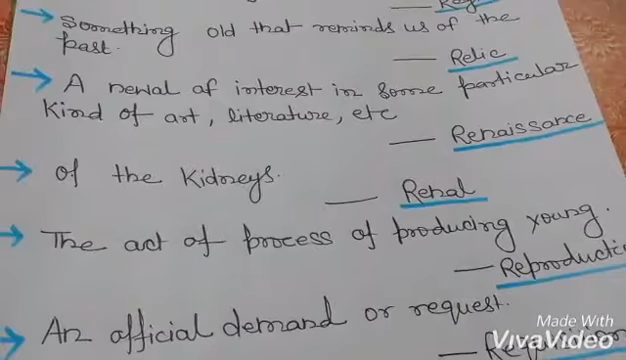 Something old that reminds us of the
past.
— Relic
A newal of interest in some particular
Kind of art, literature, etc
— Renaissance
of the Kidneys.
— Renal
The act of process of producing young.
An official demand or request.
Made With
VivaVideo